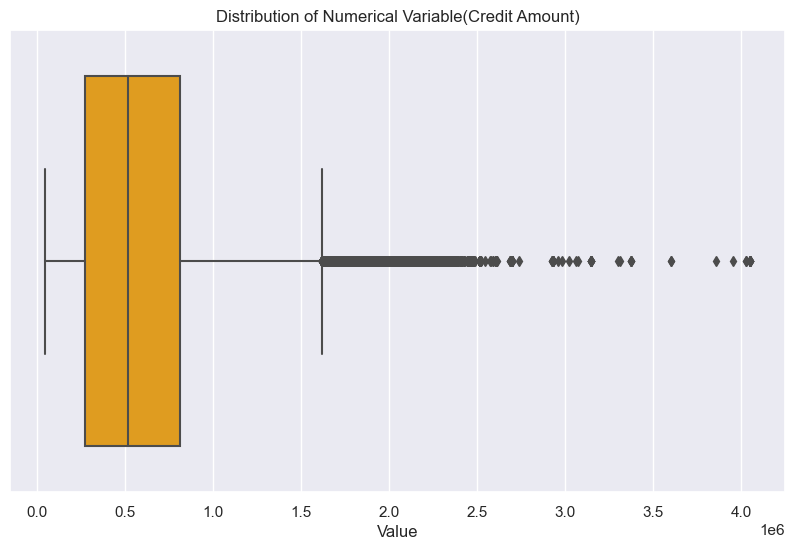 Distribution of Numerical Variable(Credit Amount)
0.0 0.5 1.0 1.5 2.0 2.5 3.0 3.5 4.0
Value
1e6